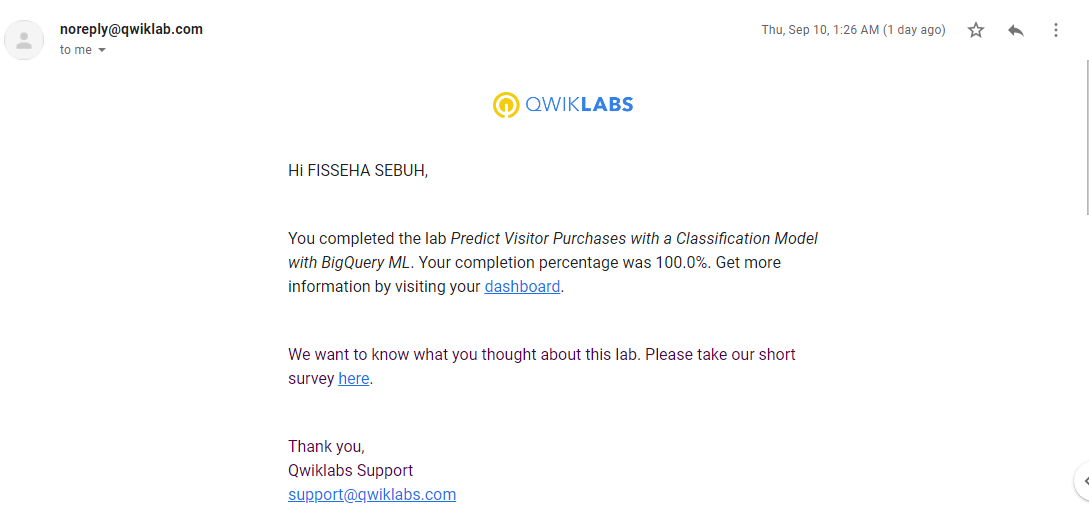 noreply@qwiklab.com
Thu, Sep 10, 1:26 AM (1 day ago)
to me
QWIKLABS
Hi FISSEHA SEBUH,
You completed the lab Predict Visitor Purchases with a Classification Model
with BigQuery ML. Your completion percentage was 100.0%. Get more
information by visiting your dashboard.
We want to know what you thought about this lab. Please take our short
survey here.
Thank you,
Qwiklabs Support
support@qwiklabs.com